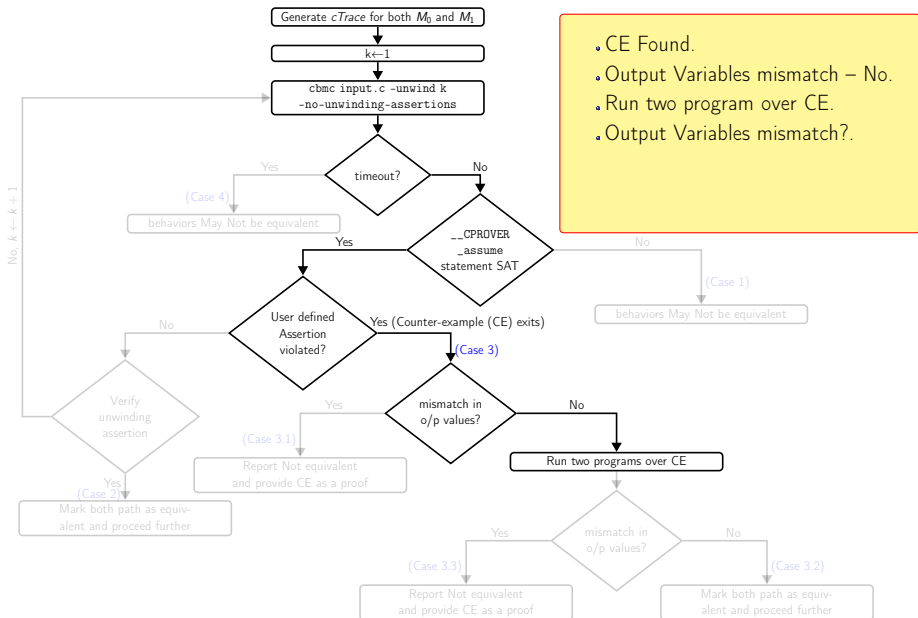 Generate cTrace for both M₀ and M₁
k←1
cbmc input.c -unwind k
-no-unwinding-assertions
timeout?
Yes
No
(Case 4)
behaviors May Not be equivalent
__CPROVER
_assume
statement SAT
Yes
No
(Case 1)
behaviors May Not be equivalent
User defined
Assertion
violated?
No
Yes (Counter-example (CE) exits)
(Case 3)
No, k ← k + 1
Verify
unwinding
assertion
Yes
(Case 2)
Mark both path as equiv-
alent and proceed further
mismatch in
o/p values?
Yes
No
(Case 3.1)
Report Not equivalent
and provide CE as a proof
Run two programs over CE
mismatch in
o/p values?
Yes
No
(Case 3.3)
(Case 3.2)
Report Not equivalent
and provide CE as a proof
Mark both path as equiv-
alent and proceed further
CE Found.
Output Variables mismatch – No.
Run two program over CE.
Output Variables mismatch?.